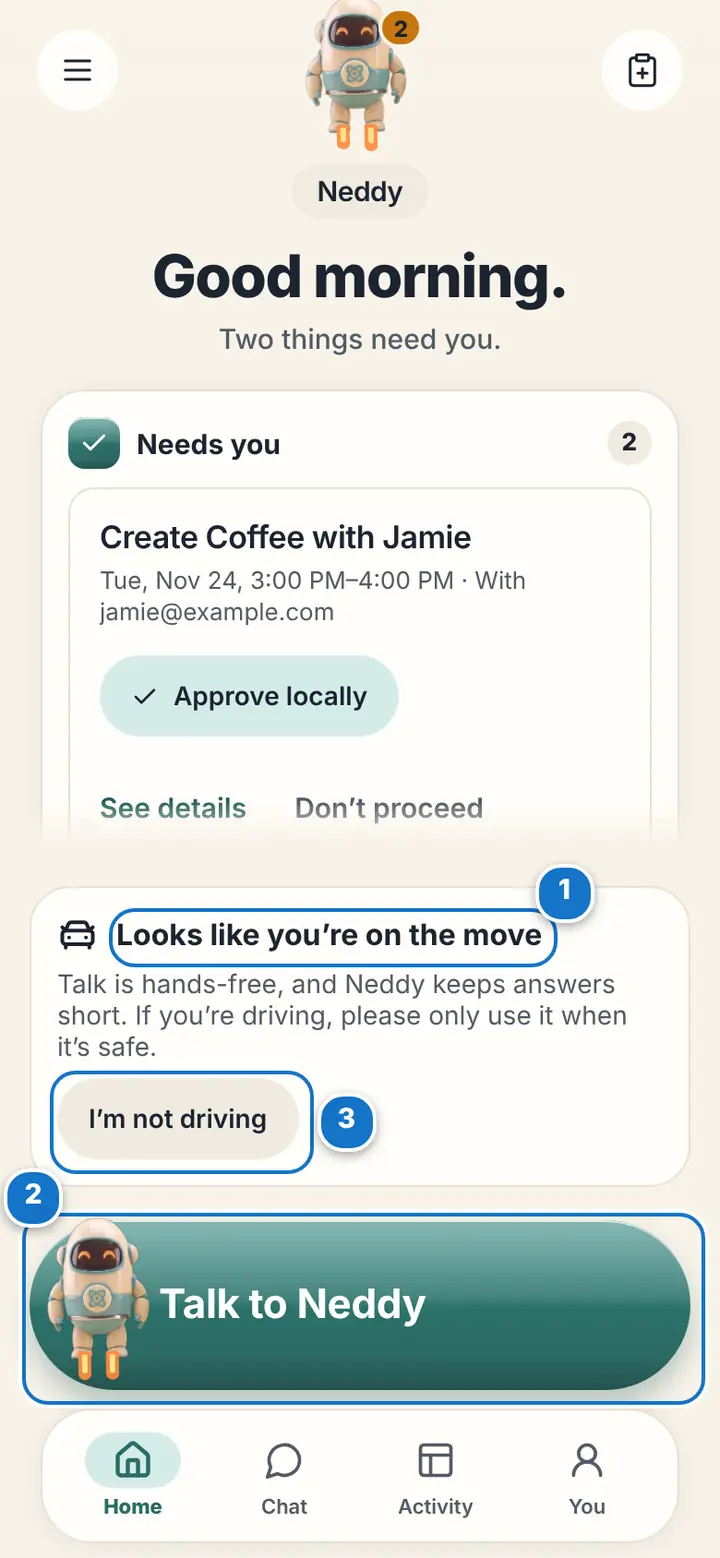 2
Neddy
Good morning.
Two things need you.
Needs you
2
Create Coffee with Jamie
Tue, Nov 24, 3:00 PM–4:00 PM · With
jamie@example.com
Approve locally
See details
Don’t proceed
1
Looks like you’re on the move
Talk is hands-free, and Neddy keeps answers
short. If you’re driving, please only use it when
it’s safe.
I’m not driving
3
2
Talk to Neddy
Home
Chat
Activity
You